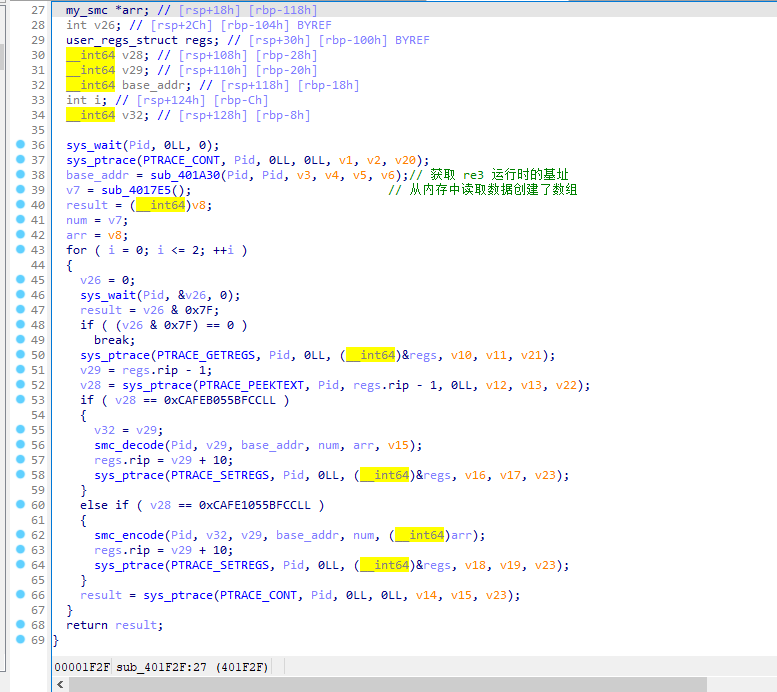 27 my_smc *arr; // [rsp+18h] [rbp-118h]
28 int v26; // [rsp+2Ch] [rbp-104h] BYREF
29 user_regs_struct regs; // [rsp+30h] [rbp-100h] BYREF
30 __int64 v28; // [rsp+108h] [rbp-28h]
31 __int64 v29; // [rsp+110h] [rbp-20h]
32 __int64 base_addr; // [rsp+118h] [rbp-18h]
33 int i; // [rsp+124h] [rbp-Ch]
34 __int64 v32; // [rsp+128h] [rbp-8h]
35
36 sys_wait(Pid, 0LL, 0);
37 sys_ptrace(PTRACE_CONT, Pid, 0LL, 0LL, v1, v2, v20);
38 base_addr = sub_401A30(Pid, Pid, v3, v4, v5, v6);// 获取 re3 运行时的基址
39 v7 = sub_4017E5(); // 从内存中读取数据创建了数组
40 result = (__int64)v8;
41 num = v7;
42 arr = v8;
43 for ( i = 0; i <= 2; ++i )
44 {
45 v26 = 0;
46 sys_wait(Pid, &v26, 0);
47 result = v26 & 0x7F;
48 if ( (v26 & 0x7F) == 0 )
49 break;
50 sys_ptrace(PTRACE_GETREGS, Pid, 0LL, (__int64)&regs, v10, v11, v21);
51 v29 = regs.rip - 1;
52 v28 = sys_ptrace(PTRACE_PEEKTEXT, Pid, regs.rip - 1, 0LL, v12, v13, v22);
53 if ( v28 == 0xCAFEB055BFCCLL )
54 {
55 v32 = v29;
56 smc_decode(Pid, v29, base_addr, num, arr, v15);
57 regs.rip = v29 + 10;
58 sys_ptrace(PTRACE_SETREGS, Pid, 0LL, (__int64)&regs, v16, v17, v23);
59 }
60 else if ( v28 == 0xCAFE1055BFCCLL )
61 {
62 smc_encode(Pid, v32, v29, base_addr, num, (__int64)arr);
63 regs.rip = v29 + 10;
64 sys_ptrace(PTRACE_SETREGS, Pid, 0LL, (__int64)&regs, v18, v19, v23);
65 }
66 result = sys_ptrace(PTRACE_CONT, Pid, 0LL, 0LL, v14, v15, v23);
67 }
68 return result;
69 }
00001F2F sub_401F2F:27 (401F2F)